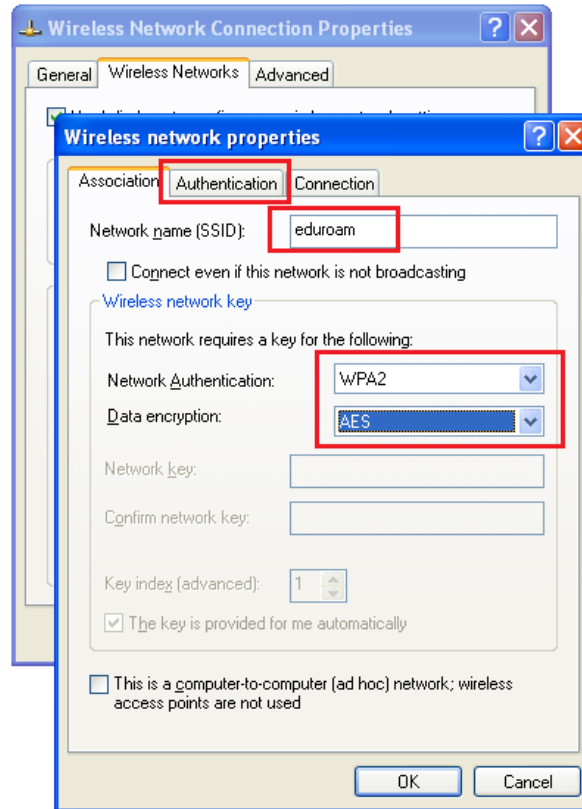 Wireless Network Connection Properties
General Wireless Networks Advanced
Wireless network properties
Association Authentication Connection
Network name (SSID): eduroam
Connect even if this network is not broadcasting
Wireless network key
This network requires a key for the following:
Network Authentication: WPA2
Data encryption: AES
Network key:
Confirm network key:
Key index (advanced): 1
The key is provided for me automatically
This is a computer-to-computer (ad hoc) network; wireless
access points are not used
OK Cancel